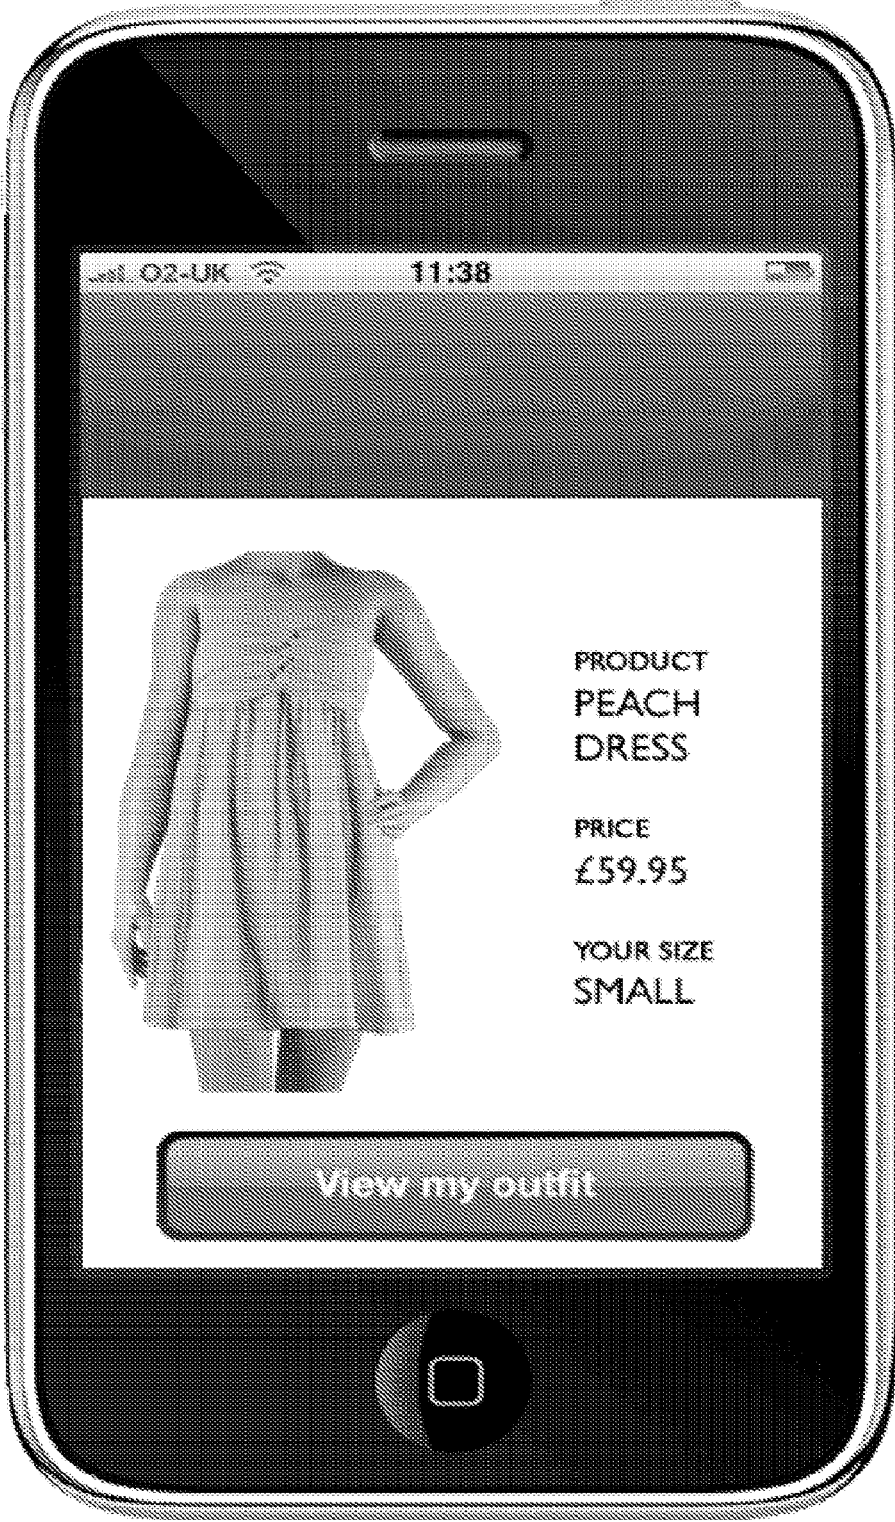 O2-UK 11:38
PRODUCT
PEACH
DRESS
PRICE
£59.95
YOUR SIZE
SMALL
View my outfit